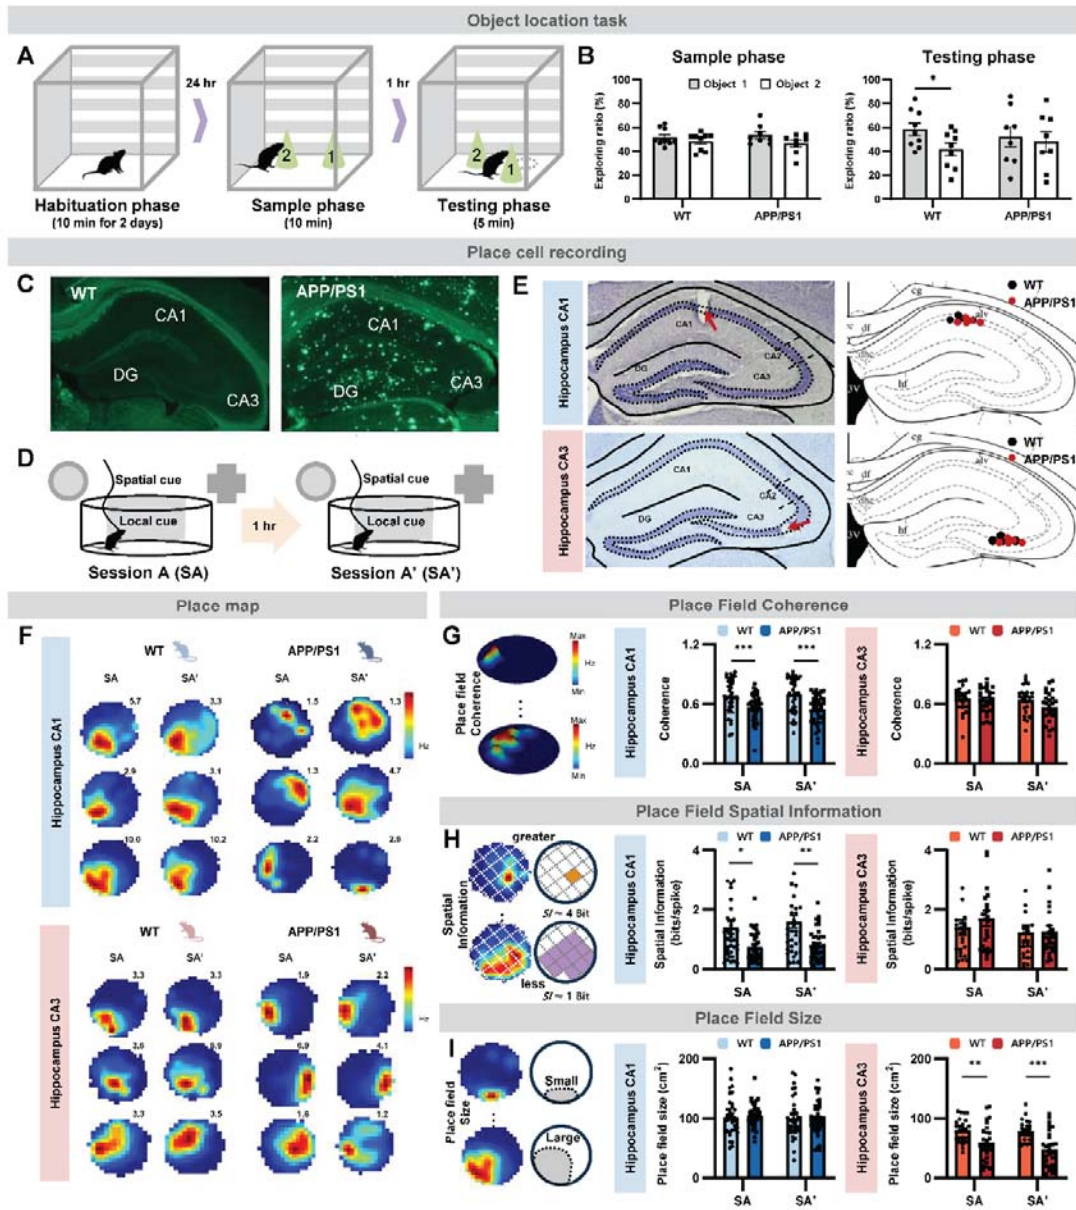 Object location task
A
24 hr
1 hr
2
1
2
1
Habituation phase
(10 min for 2 days)
Sample phase
(10 min)
Testing phase
(5 min)
B
Sample phase
Exploring ratio (%)
100
80
60
40
20
0
Object 1
Object 2
WT
APP/PS1
Testing phase
Exploring ratio (%)
100
80
60
40
20
0
*
WT
APP/PS1
Place cell recording
C
WT
CA1
DG
CA3
APP/PS1
CA1
DG
CA3
D
Spatial cue
Local cue
Session A (SA)
1 hr
Spatial cue
Local cue
Session A' (SA')
E
Hippocampus CA1
CA1
CA2
CA3
DG
WT
APP/PS1
cg
alv
df
hf
3V
Hippocampus CA3
CA1
CA2
CA3
DG
WT
APP/PS1
cg
alv
df
hf
3V
Place map
F
WT
APP/PS1
SA
SA'
SA
SA'
Hippocampus CA1
5.7
3.3
1.5
1.3
Hz
2.9
3.1
1.3
4.7
10.0
10.2
2.2
2.8
WT
APP/PS1
SA
SA'
SA
SA'
Hippocampus CA3
3.3
3.3
1.9
2.2
Hz
3.6
6.9
4.1
3.3
3.5
1.6
1.2
Place Field Coherence
G
Place field
Coherence
Max
Hz
Min
Max
Hz
Min
Hippocampus CA1
WT
APP/PS1
Coherence
1.2
0.6
0.0
***
***
SA
SA'
Hippocampus CA3
WT
APP/PS1
Coherence
1.2
0.6
0.0
SA
SA'
Place Field Spatial Information
H
Spatial
Information
greater
SI ~ 4 Bit
less
SI ~ 1 Bit
Hippocampus CA1
WT
APP/PS1
Spatial Information
(bits/spike)
4
2
0
*
**
SA
SA'
Hippocampus CA3
WT
APP/PS1
Spatial Information
(bits/spike)
4
2
0
SA
SA'
Place Field Size
I
Place field
Size
Small
Large
Hippocampus CA1
WT
APP/PS1
Place field size (cm²)
200
100
0
SA
SA'
Hippocampus CA3
WT
APP/PS1
Place field size (cm²)
200
100
0
**
***
SA
SA'